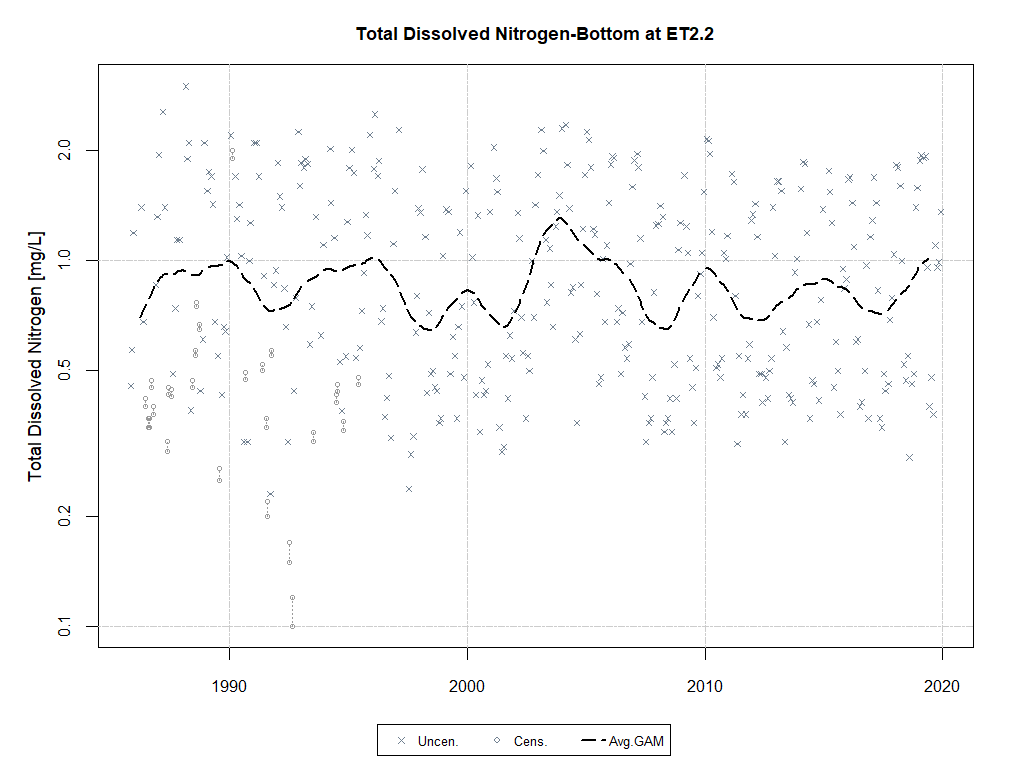 Total Dissolved Nitrogen-Bottom at ET2.2
Total Dissolved Nitrogen [mg/L]
2.0
1.0
0.5
0.2
0.1
1990 2000 2010 2020
Uncen. Cens. Avg.GAM